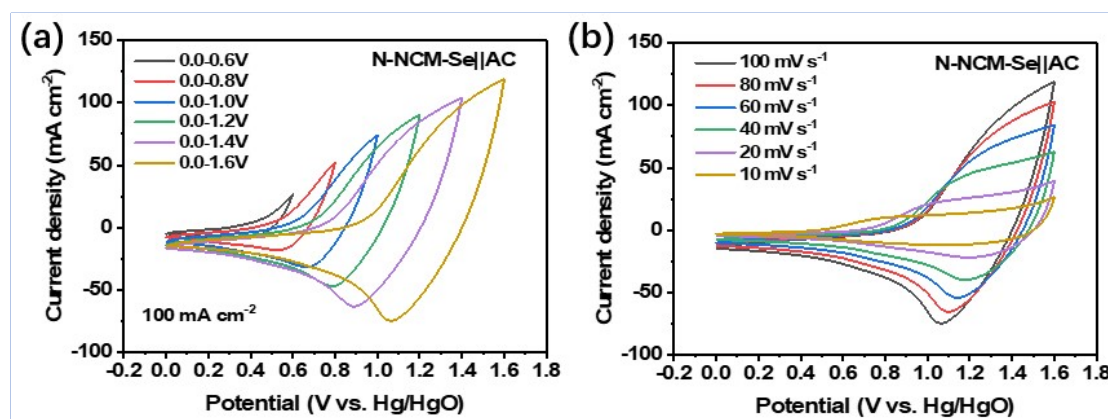 (a)
150
100
50
0
-50
-100
Current density (mA cm-2)
0.0-0.6V
0.0-0.8V
0.0-1.0V
0.0-1.2V
0.0-1.4V
0.0-1.6V
N-NCM-Se||AC
100 mA cm-2
-0.2 0.0 0.2 0.4 0.6 0.8 1.0 1.2 1.4 1.6 1.8
Potential (V vs. Hg/HgO)
(b)
150
100
50
0
-50
-100
Current density (mA cm-2)
100 mV s-1
80 mV s-1
60 mV s-1
40 mV s-1
20 mV s-1
10 mV s-1
N-NCM-Se||AC
-0.2 0.0 0.2 0.4 0.6 0.8 1.0 1.2 1.4 1.6 1.8
Potential (V vs. Hg/HgO)